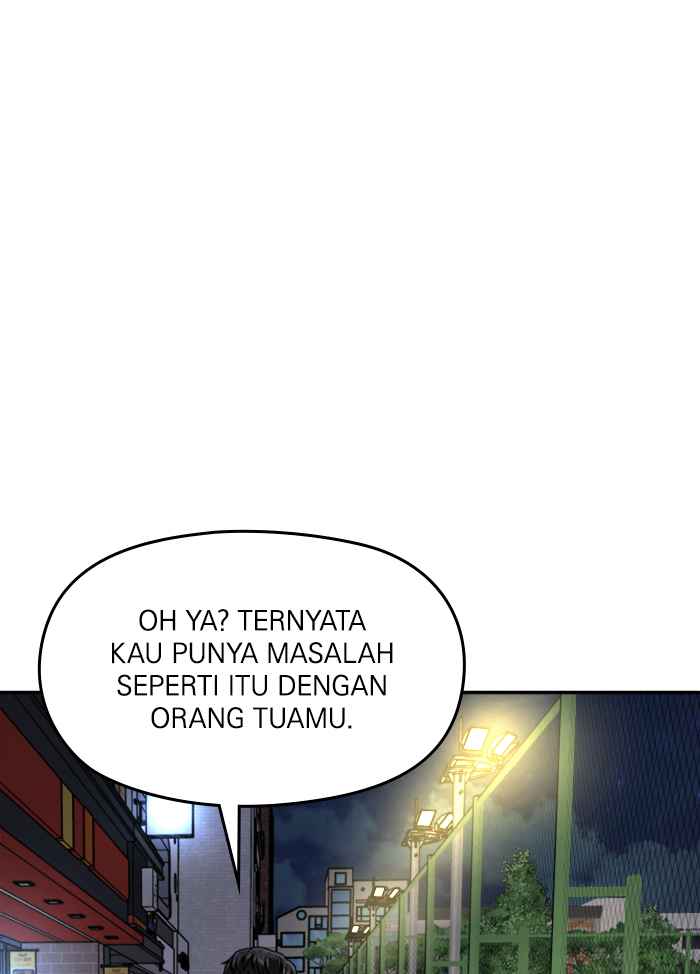 OH YA? TERNYATA
KAU PUNYA MASALAH
SEPERTI ITU DENGAN
ORANG TUAMU.